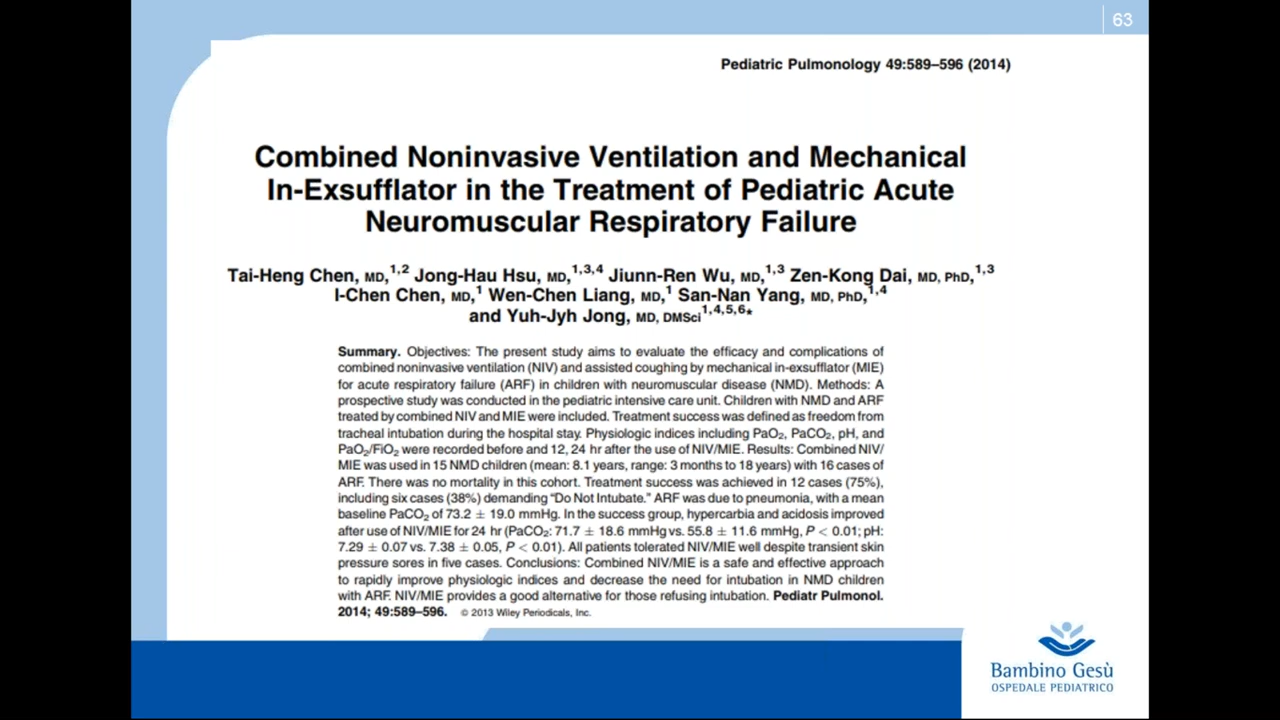 63
Pediatric Pulmonology 49:589–596 (2014)
Combined Noninvasive Ventilation and Mechanical
In-Exsufflator in the Treatment of Pediatric Acute
Neuromuscular Respiratory Failure
Tai-Heng Chen, MD,1,2 Jong-Hau Hsu, MD,1,3,4 Jiunn-Ren Wu, MD,1,3 Zen-Kong Dai, MD, PhD,1,3
I-Chen Chen, MD,1 Wen-Chen Liang, MD,1 San-Nan Yang, MD, PhD,1,4
and Yuh-Jyh Jong, MD, DMSci1,4,5,6*
Summary. Objectives: The present study aims to evaluate the efficacy and complications of
combined noninvasive ventilation (NIV) and assisted coughing by mechanical in-exsufflator (MIE)
for acute respiratory failure (ARF) in children with neuromuscular disease (NMD). Methods: A
prospective study was conducted in the pediatric intensive care unit. Children with NMD and ARF
treated by combined NIV and MIE were included. Treatment success was defined as freedom from
tracheal intubation during the hospital stay. Physiologic indices including PaO2, PaCO2, pH, and
PaO2/FiO2 were recorded before and 12, 24 hr after the use of NIV/MIE. Results: Combined NIV/
MIE was used in 15 NMD children (mean: 8.1 years, range: 3 months to 18 years) with 16 cases of
ARF. There was no mortality in this cohort. Treatment success was achieved in 12 cases (75%),
including six cases (38%) demanding “Do Not Intubate.” ARF was due to pneumonia, with a mean
baseline PaCO2 of 73.2 ± 19.0 mmHg. In the success group, hypercarbia and acidosis improved
after use of NIV/MIE for 24 hr (PaCO2: 71.7 ± 18.6 mmHg vs. 55.8 ± 11.6 mmHg, P < 0.01; pH:
7.29 ± 0.07 vs. 7.38 ± 0.05, P < 0.01). All patients tolerated NIV/MIE well despite transient skin
pressure sores in five cases. Conclusions: Combined NIV/MIE is a safe and effective approach
to rapidly improve physiologic indices and decrease the need for intubation in NMD children
with ARF. NIV/MIE provides a good alternative for those refusing intubation. Pediatr Pulmonol.
2014; 49:589–596. © 2013 Wiley Periodicals, Inc.
Bambino Gesù
OSPEDALE PEDIATRICO